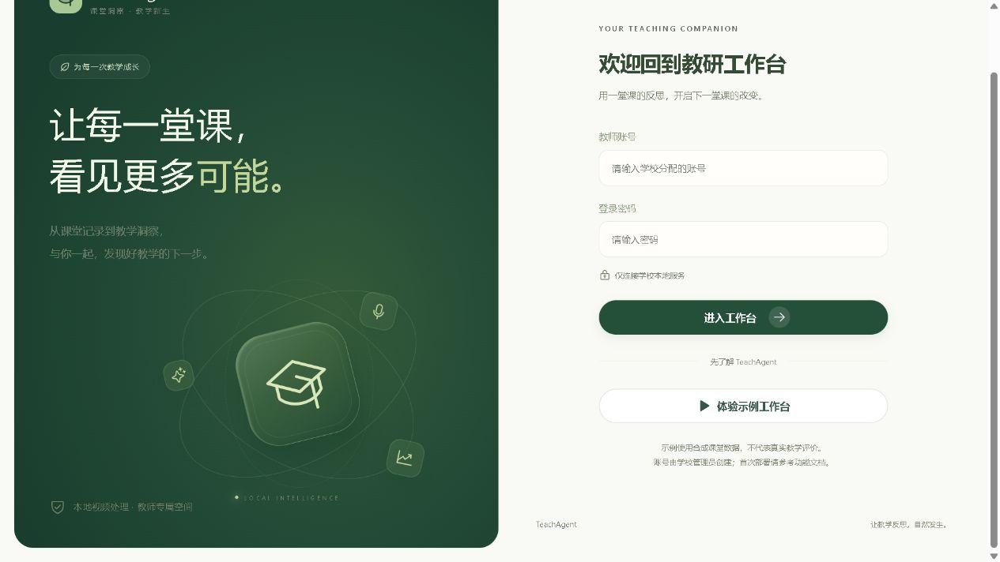 课堂洞察 · 教学新生
为每一次教学成长
让每一堂课，
看见更多可能。
从课堂记录到教学洞察，
与你一起，发现好教学的下一步。
LOCAL INTELLIGENCE
本地视频处理 · 教师专属空间
YOUR TEACHING COMPANION
欢迎回到教研工作台
用一堂课的反思，开启下一堂课的改变。
教师账号
请输入学校分配的账号
登录密码
请输入密码
仅连接学校本地服务
进入工作台
先了解 TeachAgent
体验示例工作台
示例使用合成课堂数据，不代表真实教学评价。
账号由学校管理员创建；首次部署请参考功能文档。
TeachAgent
让教学反思，自然发生。